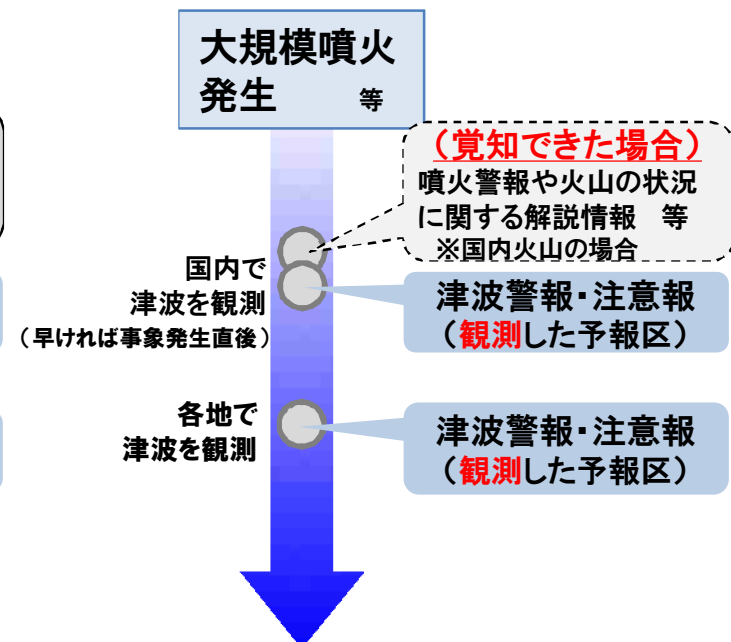 大規模噴火
発生　等
（覚知できた場合）
噴火警報や火山の状況
に関する解説情報　等
※国内火山の場合
国内で
津波を観測
（早ければ事象発生直後）
津波警報・注意報
（観測した予報区）
各地で
津波を観測
津波警報・注意報
（観測した予報区）